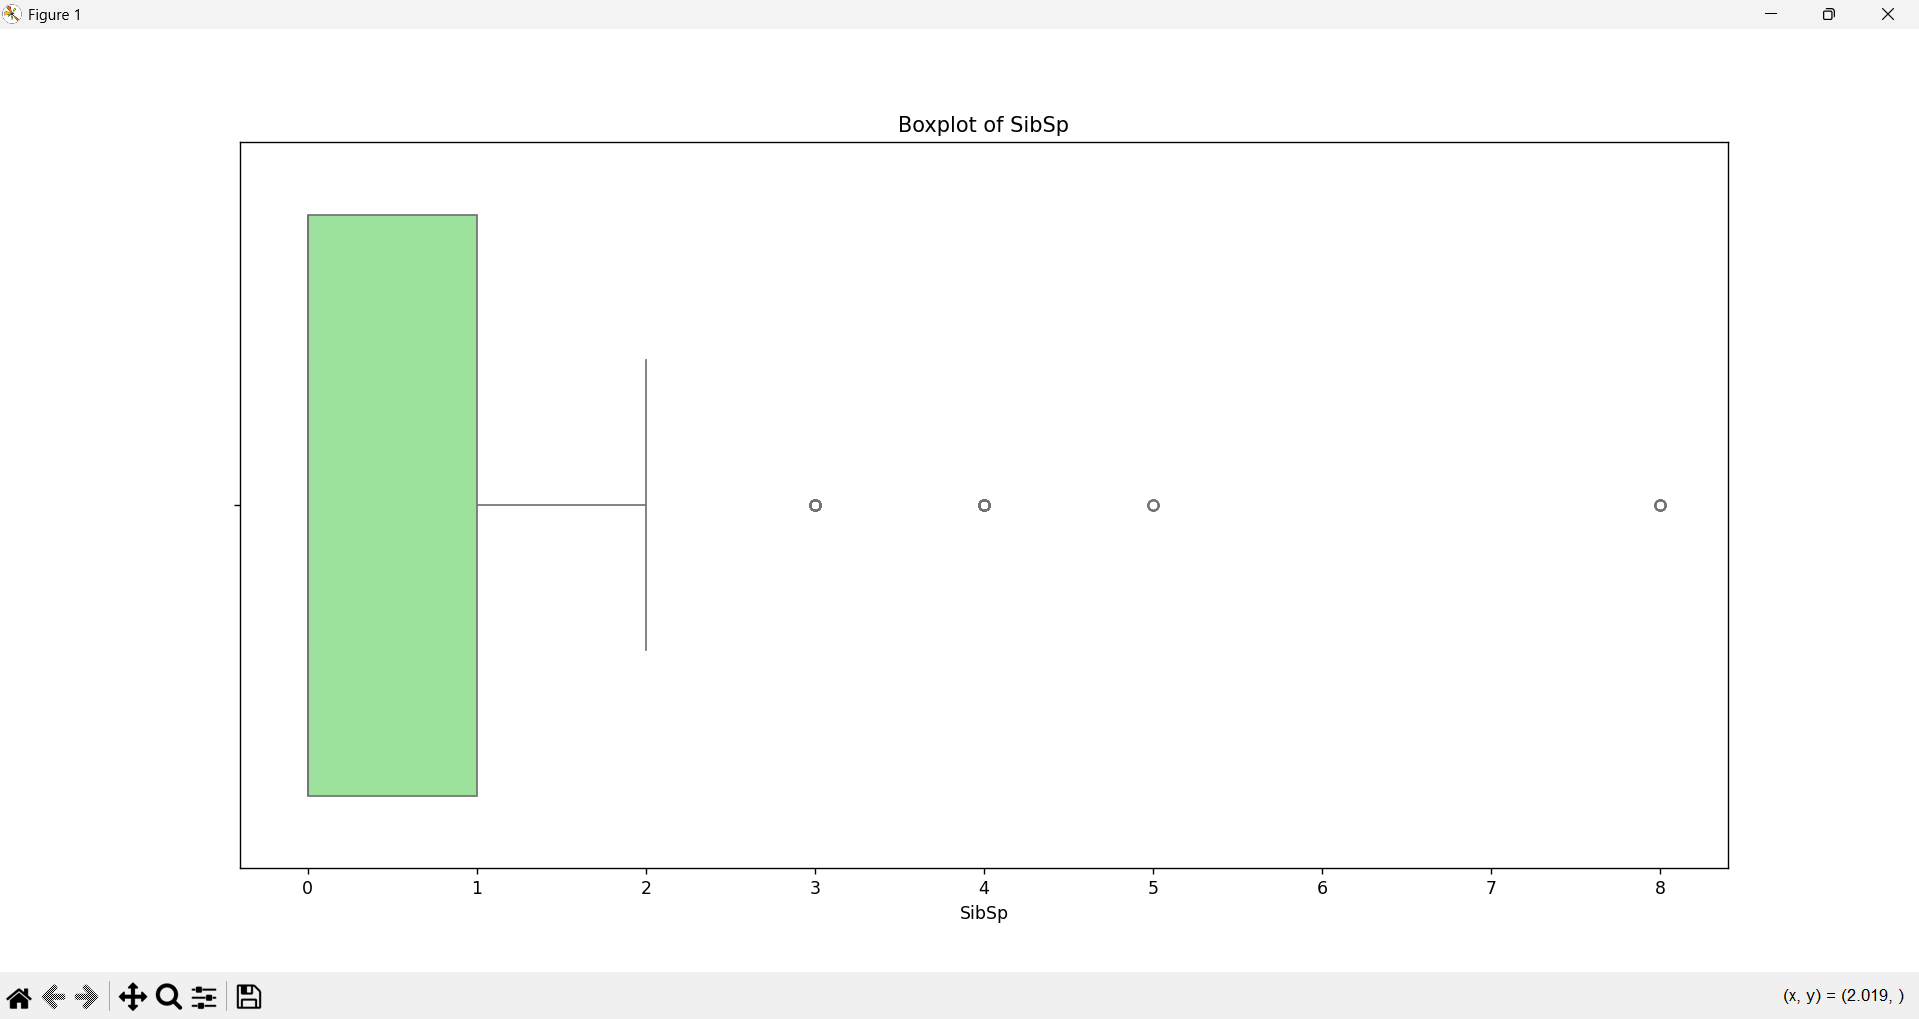 Figure 1
Boxplot of SibSp
0 1 2 3 4 5 6 7 8
SibSp
(x, y) = (2.019, )